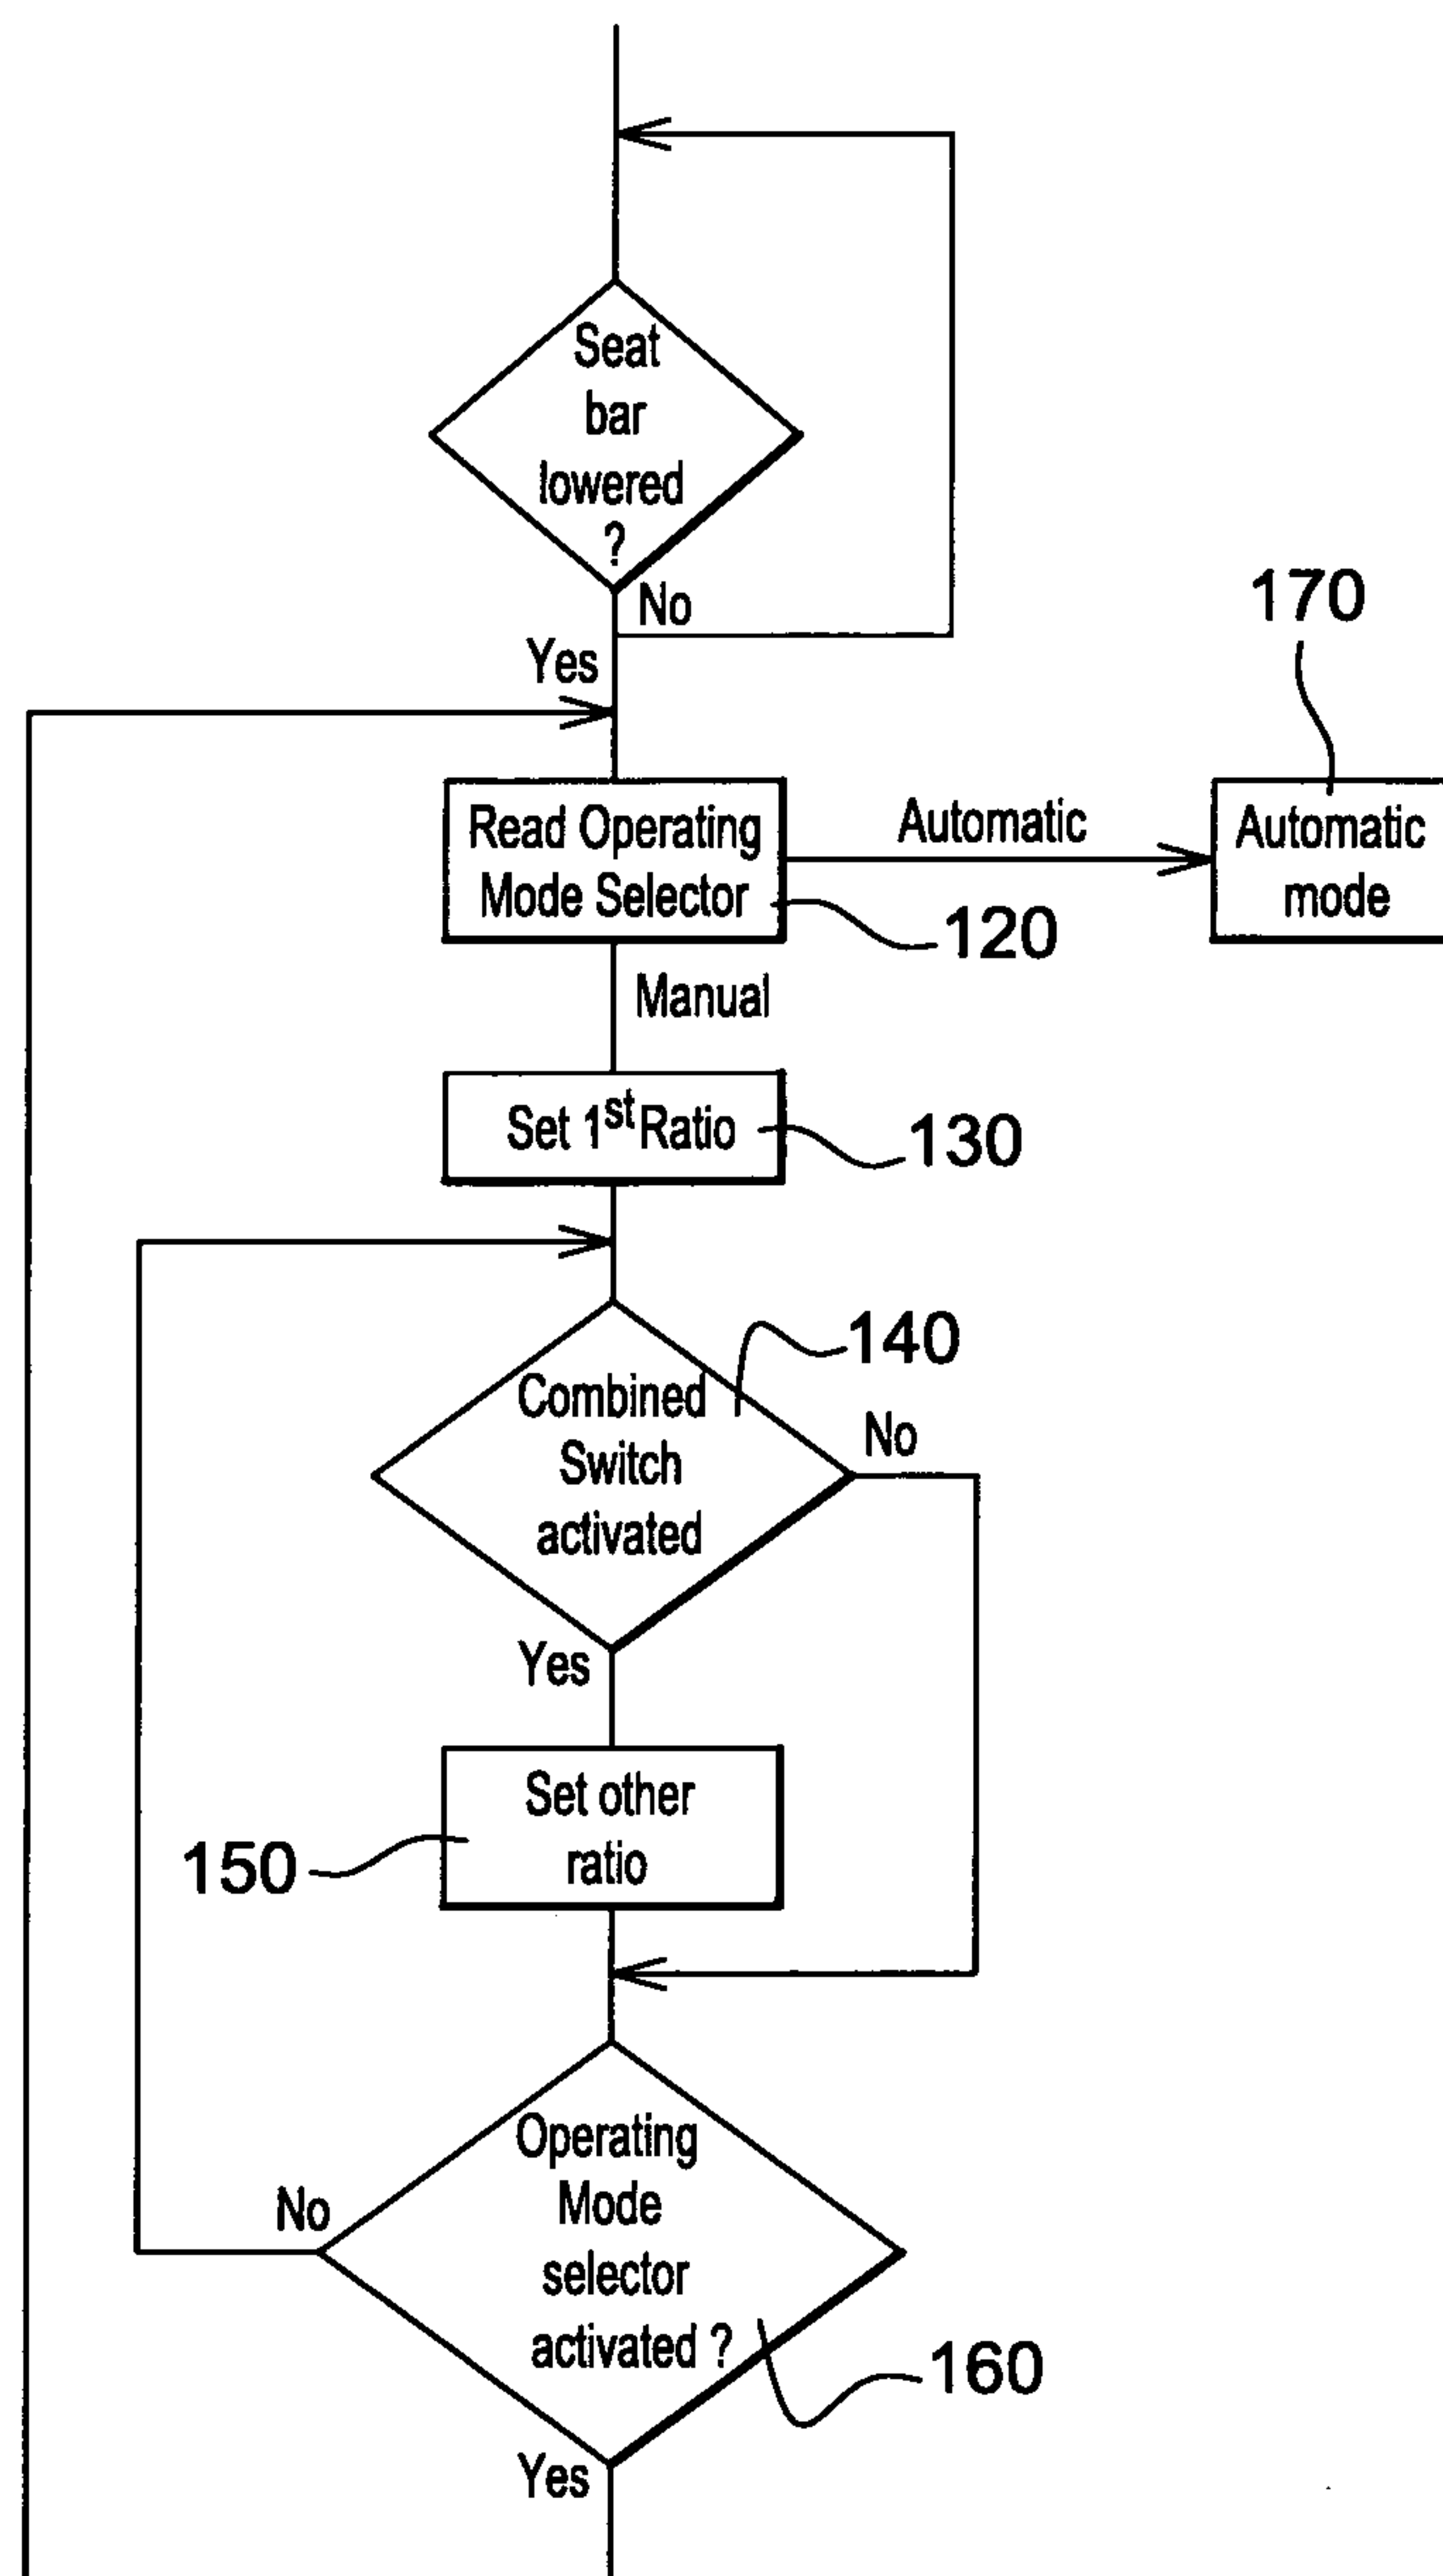 Seat
bar
lowered
?
No
Yes
170
Read Operating
Mode Selector
Automatic
Automatic
mode
120
Manual
Set 1st Ratio
130
140
Combined
Switch
activated
No
Yes
Set other
ratio
150
Operating
Mode
selector
activated ?
No
160
Yes